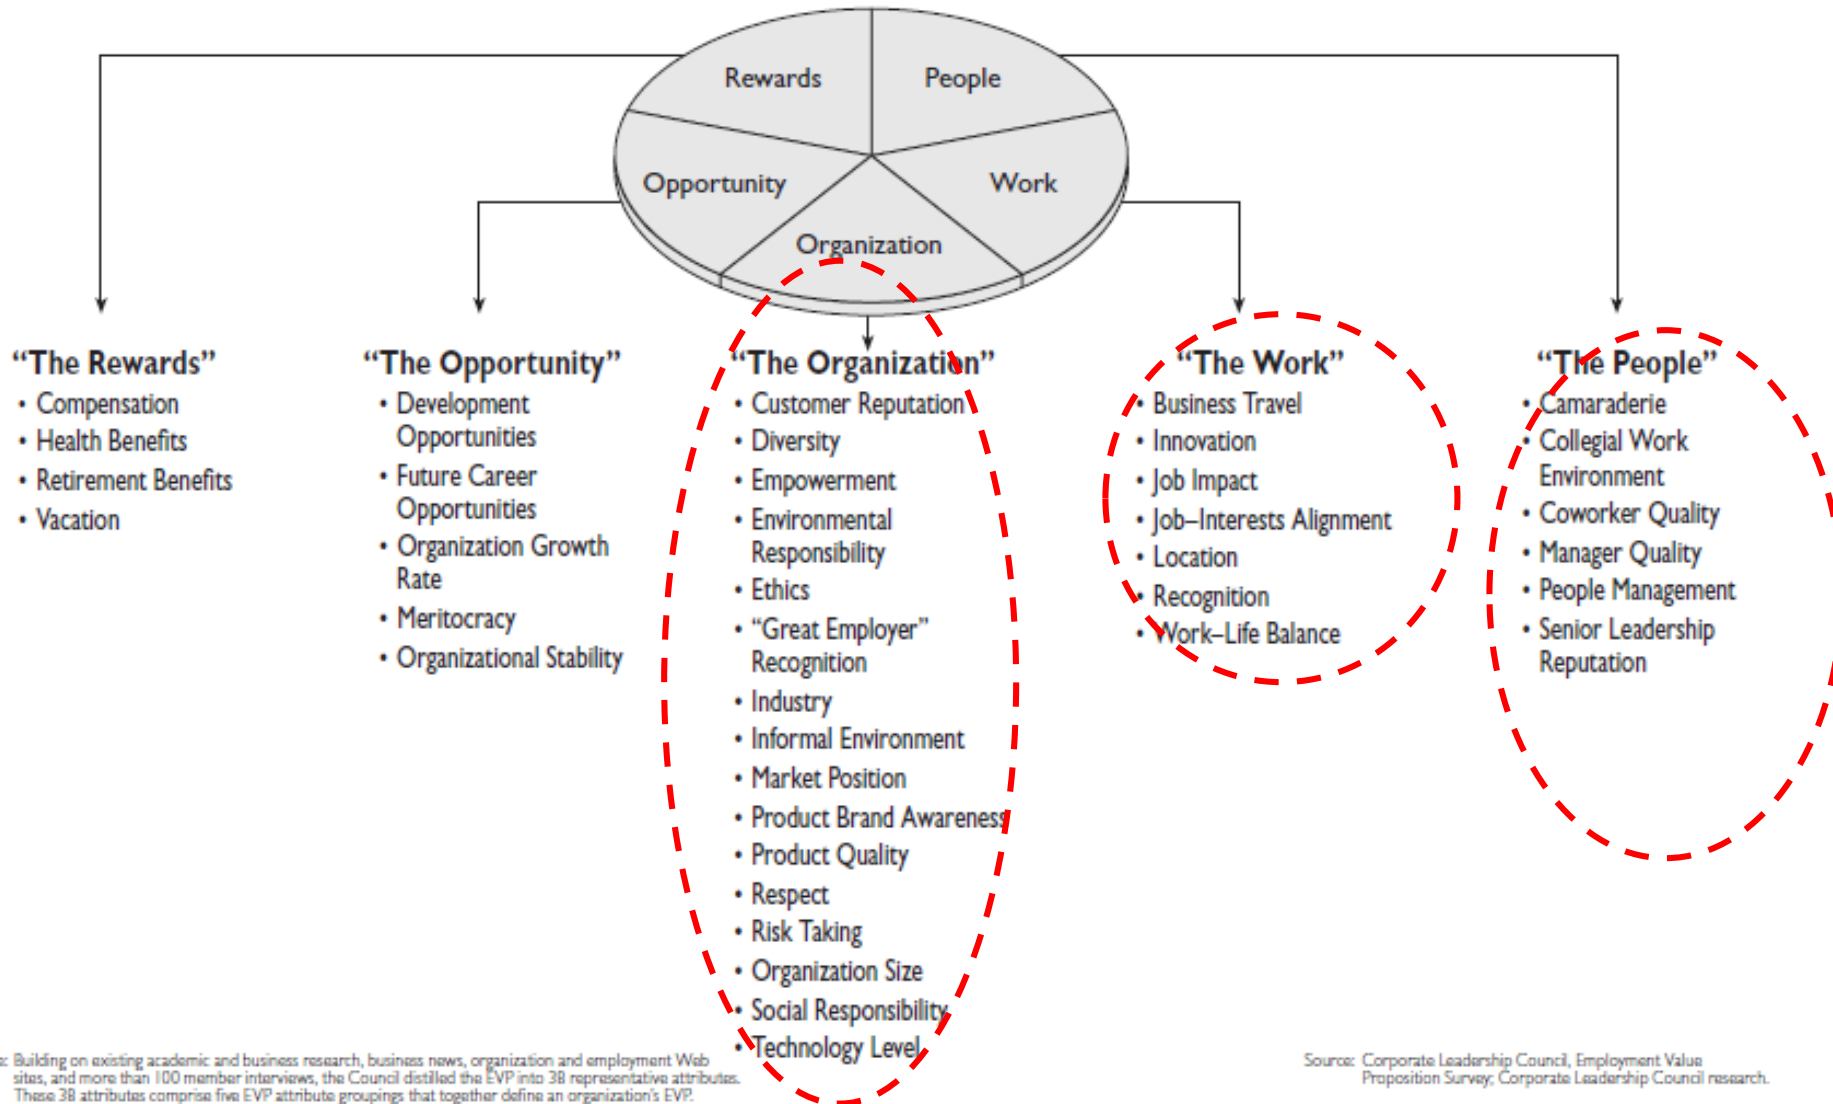 Rewards
People
Opportunity
Work
Organization
“The Rewards”
• Compensation
• Health Benefits
• Retirement Benefits
• Vacation
“The Opportunity”
• Development
Opportunities
• Future Career
Opportunities
• Organization Growth
Rate
• Meritocracy
• Organizational Stability
“The Organization”
• Customer Reputation
• Diversity
• Empowerment
• Environmental
Responsibility
• Ethics
• “Great Employer”
Recognition
• Industry
• Informal Environment
• Market Position
• Product Brand Awareness
• Product Quality
• Respect
• Risk Taking
• Organization Size
• Social Responsibility
• Technology Level
“The Work”
• Business Travel
• Innovation
• Job Impact
• Job–Interests Alignment
• Location
• Recognition
• Work–Life Balance
“The People”
• Camaraderie
• Collegial Work
Environment
• Coworker Quality
• Manager Quality
• People Management
• Senior Leadership
Reputation
e: Building on existing academic and business research, business news, organization and employment Web
sites, and more than 100 member interviews, the Council distilled the EVP into 38 representative attributes.
These 38 attributes comprise five EVP attribute groupings that together define an organization’s EVP.
Source: Corporate Leadership Council, Employment Value
Proposition Survey; Corporate Leadership Council research.